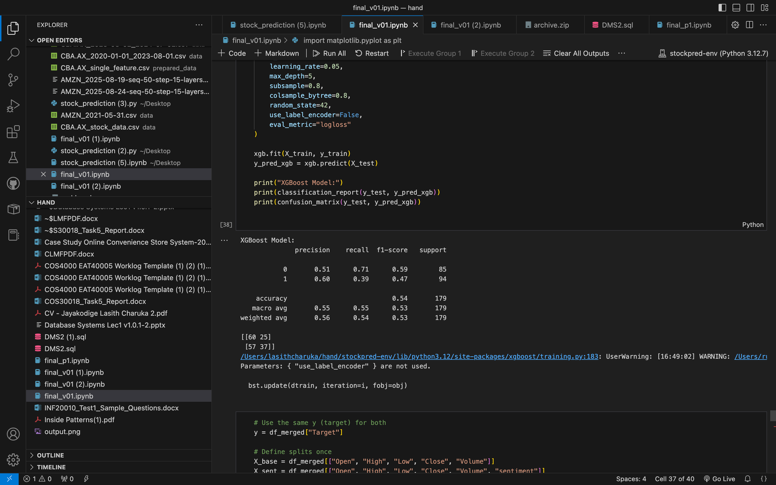 final_v01.ipynb — hand
EXPLORER
OPEN EDITORS
CBA.AX_2020-01-01_2023-08-01.csv data
CBA.AX_single_feature.csv prepared_data
AMZN_2025-08-19-seq-50-step-15-layers...
AMZN_2025-08-24-seq-50-step-15-layers...
stock_prediction (3).py ~/Desktop
AMZN_2021-05-31.csv data
CBA.AX_stock_data.csv data
final_v01 (1).ipynb
stock_prediction (2).py ~/Desktop
stock_prediction (5).ipynb ~/Desktop
final_v01.ipynb
final_v01 (2).ipynb
HAND
~$LMFPDF.docx
~$S30018_Task5_Report.docx
Case Study Online Convenience Store System-20...
CLMFPDF.docx
COS4000 EAT40005 Worklog Template (1) (2) (1)...
COS4000 EAT40005 Worklog Template (1) (2) (1)...
COS4000 EAT40005 Worklog Template (1) (2) (1)...
COS30018_Task5_Report.docx
CV - Jayakodige Lasith Charuka 2.pdf
Database Systems Lec1 v1.0.1-2.pptx
DMS2 (1).sql
DMS2.sql
final_p1.ipynb
final_v01 (1).ipynb
final_v01 (2).ipynb
final_v01.ipynb
INF20010_Test1_Sample_Questions.docx
Inside Patterns(1).pdf
output.png
OUTLINE
TIMELINE
stock_prediction (5).ipynb
final_v01.ipynb
final_v01 (2).ipynb
archive.zip
DMS2.sql
final_p1.ipynb
final_v01.ipynb > import matplotlib.pyplot as plt
+ Code + Markdown Run All Restart Execute Group 1 Execute Group 2 Clear All Outputs ... stockpred-env (Python 3.12.7)
learning_rate=0.05,
max_depth=5,
subsample=0.8,
colsample_bytree=0.8,
random_state=42,
use_label_encoder=False,
eval_metric="logloss"
)
xgb.fit(X_train, y_train)
y_pred_xgb = xgb.predict(X_test)
print("XGBoost Model:")
print(classification_report(y_test, y_pred_xgb))
print(confusion_matrix(y_test, y_pred_xgb))
[38]
Python
XGBoost Model:
precision recall f1-score support
0 0.51 0.71 0.59 85
1 0.60 0.39 0.47 94
accuracy 0.54 179
macro avg 0.55 0.55 0.53 179
weighted avg 0.56 0.54 0.53 179
[[60 25]
[57 37]]
/Users/lasithcharuka/hand/stockpred-env/lib/python3.12/site-packages/xgboost/training.py:183: UserWarning: [16:49:02] WARNING: /Users/r
Parameters: { "use_label_encoder" } are not used.
bst.update(dtrain, iteration=i, fobj=obj)
# Use the same y (target) for both
y = df_merged["Target"]
# Define splits once
X_base = df_merged[["Open", "High", "Low", "Close", "Volume"]]
X_sent = df_merged[["Open", "High", "Low", "Close", "Volume", "sentiment"]]
1 0 0 Spaces: 4 Cell 37 of 40 Go Live